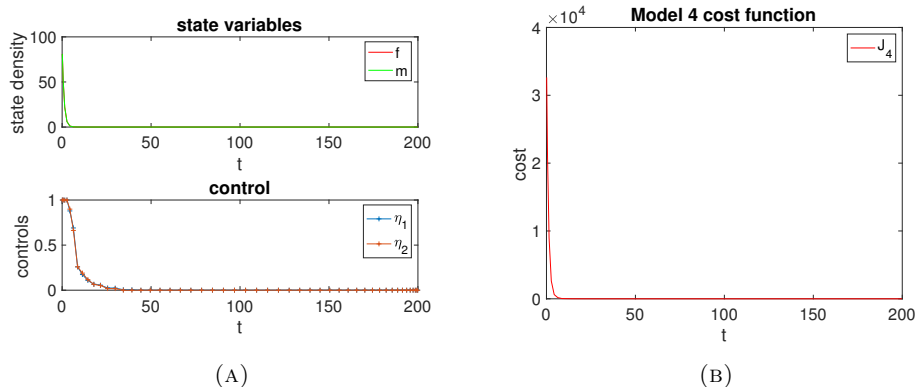 state variables
100
50
0
state density
f
m
0 50 100 150 200
t
control
1
0.5
0
controls
η₁
η₂
0 50 100 150 200
t
(A)
Model 4 cost function
×10⁴
4
3
2
1
0
cost
J₄
0 50 100 150 200
t
(B)